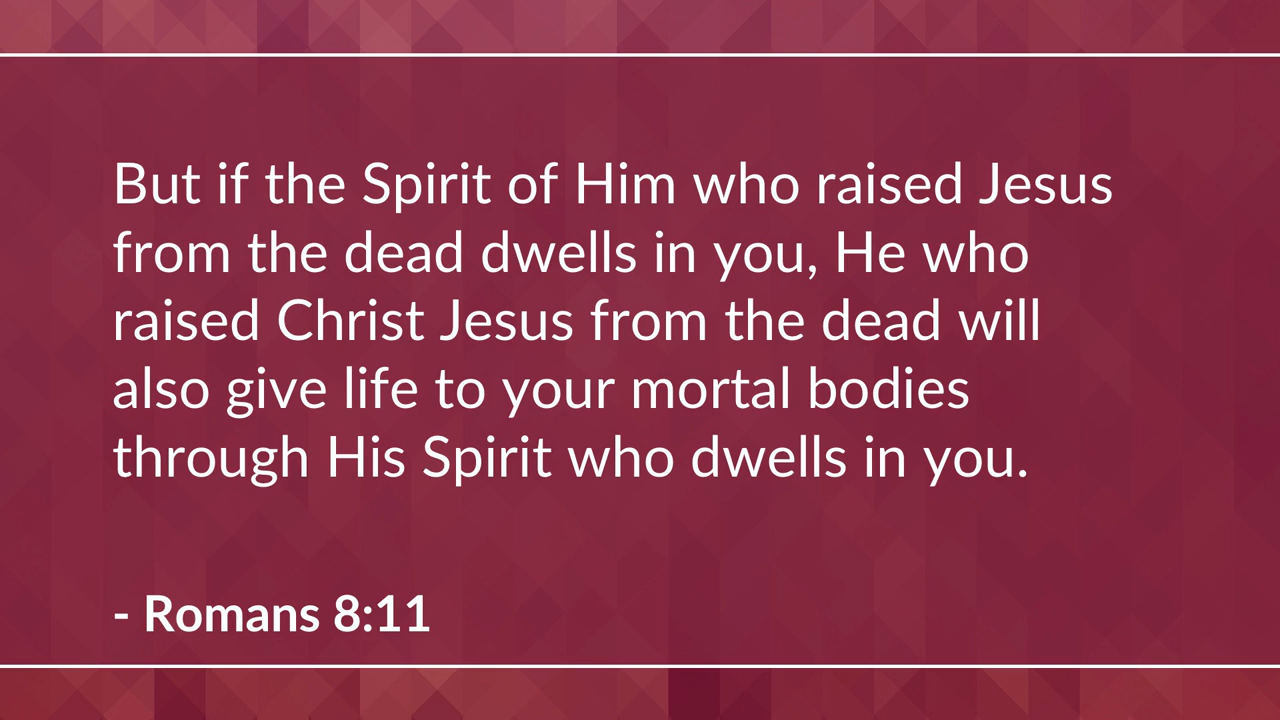 But if the Spirit of Him who raised Jesus
from the dead dwells in you, He who
raised Christ Jesus from the dead will
also give life to your mortal bodies
through His Spirit who dwells in you.
- Romans 8:11